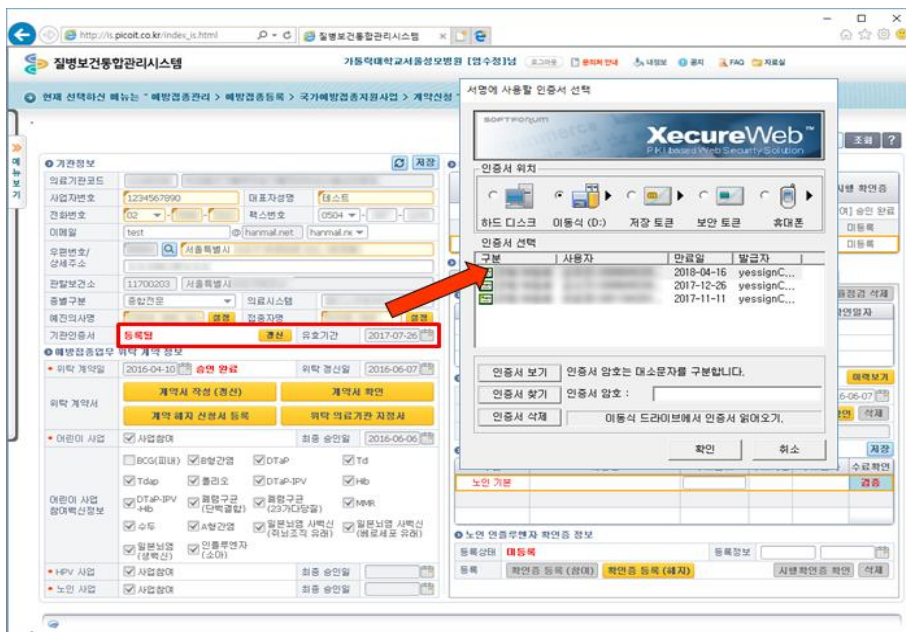 http://is.picoit.co.kr/index_is.html
질병보건통합관리시스템
질병보건통합관리시스템
가톨릭대학교서울성모병원 [염수정]님 로그아웃 문의처 안내 내정보 공지 FAQ 자료실
현재 선택하신 메뉴는 " 예방접종관리 > 예방접종등록 > 국가예방접종지원사업 > 계약신청
조회 ?
메뉴보기
기관정보 저장
의료기관코드
사업자번호 1234567890 대표자성명 테스트
전화번호 02 - - 팩스번호 0504 - -
이메일 test @ hanmail.net hanmail.ne
우편번호/
상세주소 서울특별시
관할보건소 11700203 서울특별시
종별구분 종합전문 의료시스템
예진의사명 설정 접종자명 설정
기관인증서 등록됨 갱신 유효기간 2017-07-26
예방접종업무 위탁 계약 정보
위탁 계약일 2016-04-10 승인 완료 위탁 갱신일 2016-06-07
위탁 계약서 계약서 작성 (갱신) 계약서 확인
계약 해지 신청서 등록 위탁 의료기관 지정서
어린이 사업 사업참여 최종 승인일 2016-06-06
어린이 사업
참여백신정보
BCG(피내) B형간염 DTaP Td
Tdap 폴리오 DTaP-IPV Hib
DTaP-IPV
-Hib 폐렴구균
(단백결합) 폐렴구균
(23가다당질) MMR
수두 A형간염 일본뇌염 사백신
(쥐뇌조직 유래) 일본뇌염 사백신
(베로세포 유래)
일본뇌염
(생백신) 인플루엔자
(소아)
HPV 사업 사업참여 최종 승인일
노인 사업 사업참여 최종 승인일
서명에 사용할 인증서 선택
SOFTFORUM
XecureWeb™
PKI based Web Security Solution
인증서 위치
하드 디스크 이동식 (D:) 저장 토큰 보안 토큰 휴대폰
인증서 선택
구분 사용자 만료일 발급자
2018-04-16 yessignC...
2017-12-26 yessignC...
2017-11-11 yessignC...
인증서 보기 인증서 암호는 대소문자를 구분합니다.
인증서 찾기 인증서 암호 :
인증서 삭제 이동식 드라이브에서 인증서 읽어오기.
확인 취소
시행 확인증
승인 완료
미등록
미등록
삭제
이력보기
6-06-07
삭제
저장
수료확인
노인 기본 검증
노인 인플루엔자 확인증 정보
등록상태 미등록 등록정보
등록 확인증 등록 (참여) 확인증 등록 (해지) 시행확인증 확인 삭제